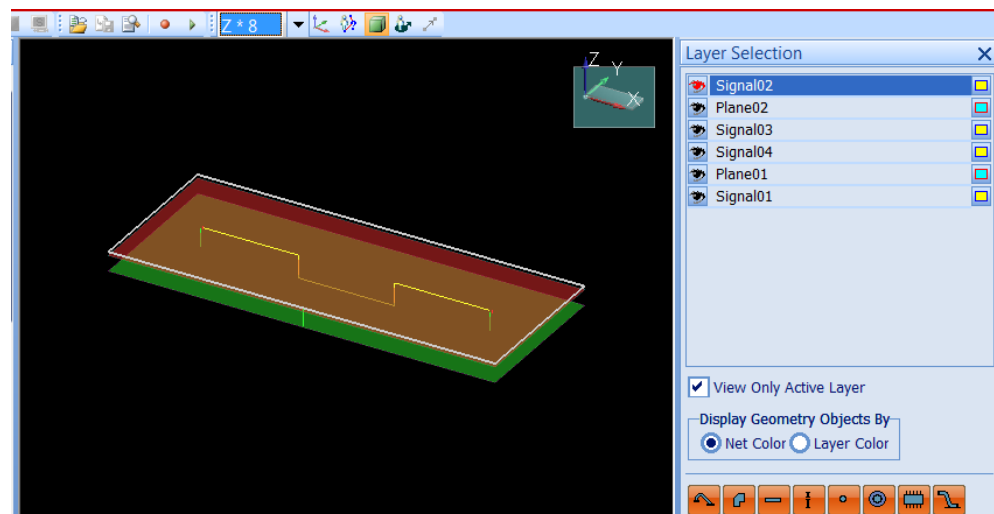 Z * 8
Layer Selection
Z
Y
X
Signal02
Plane02
Signal03
Signal04
Plane01
Signal01
View Only Active Layer
Display Geometry Objects By
Net Color Layer Color